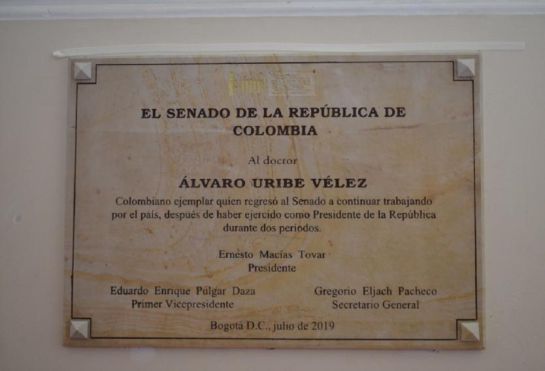 EL SENADO DE LA REPÚBLICA DE
COLOMBIA
Al doctor
ÁLVARO URIBE VÉLEZ
Colombiano ejemplar quien regresó al Senado a continuar trabajando
por el país, después de haber ejercido como Presidente de la República
durante dos periodos.
Ernesto Macías Tovar
Presidente
Eduardo Enrique Púlgar Daza
Primer Vicepresidente
Gregorio Eljach Pacheco
Secretario General
Bogotá D.C., julio de 2019